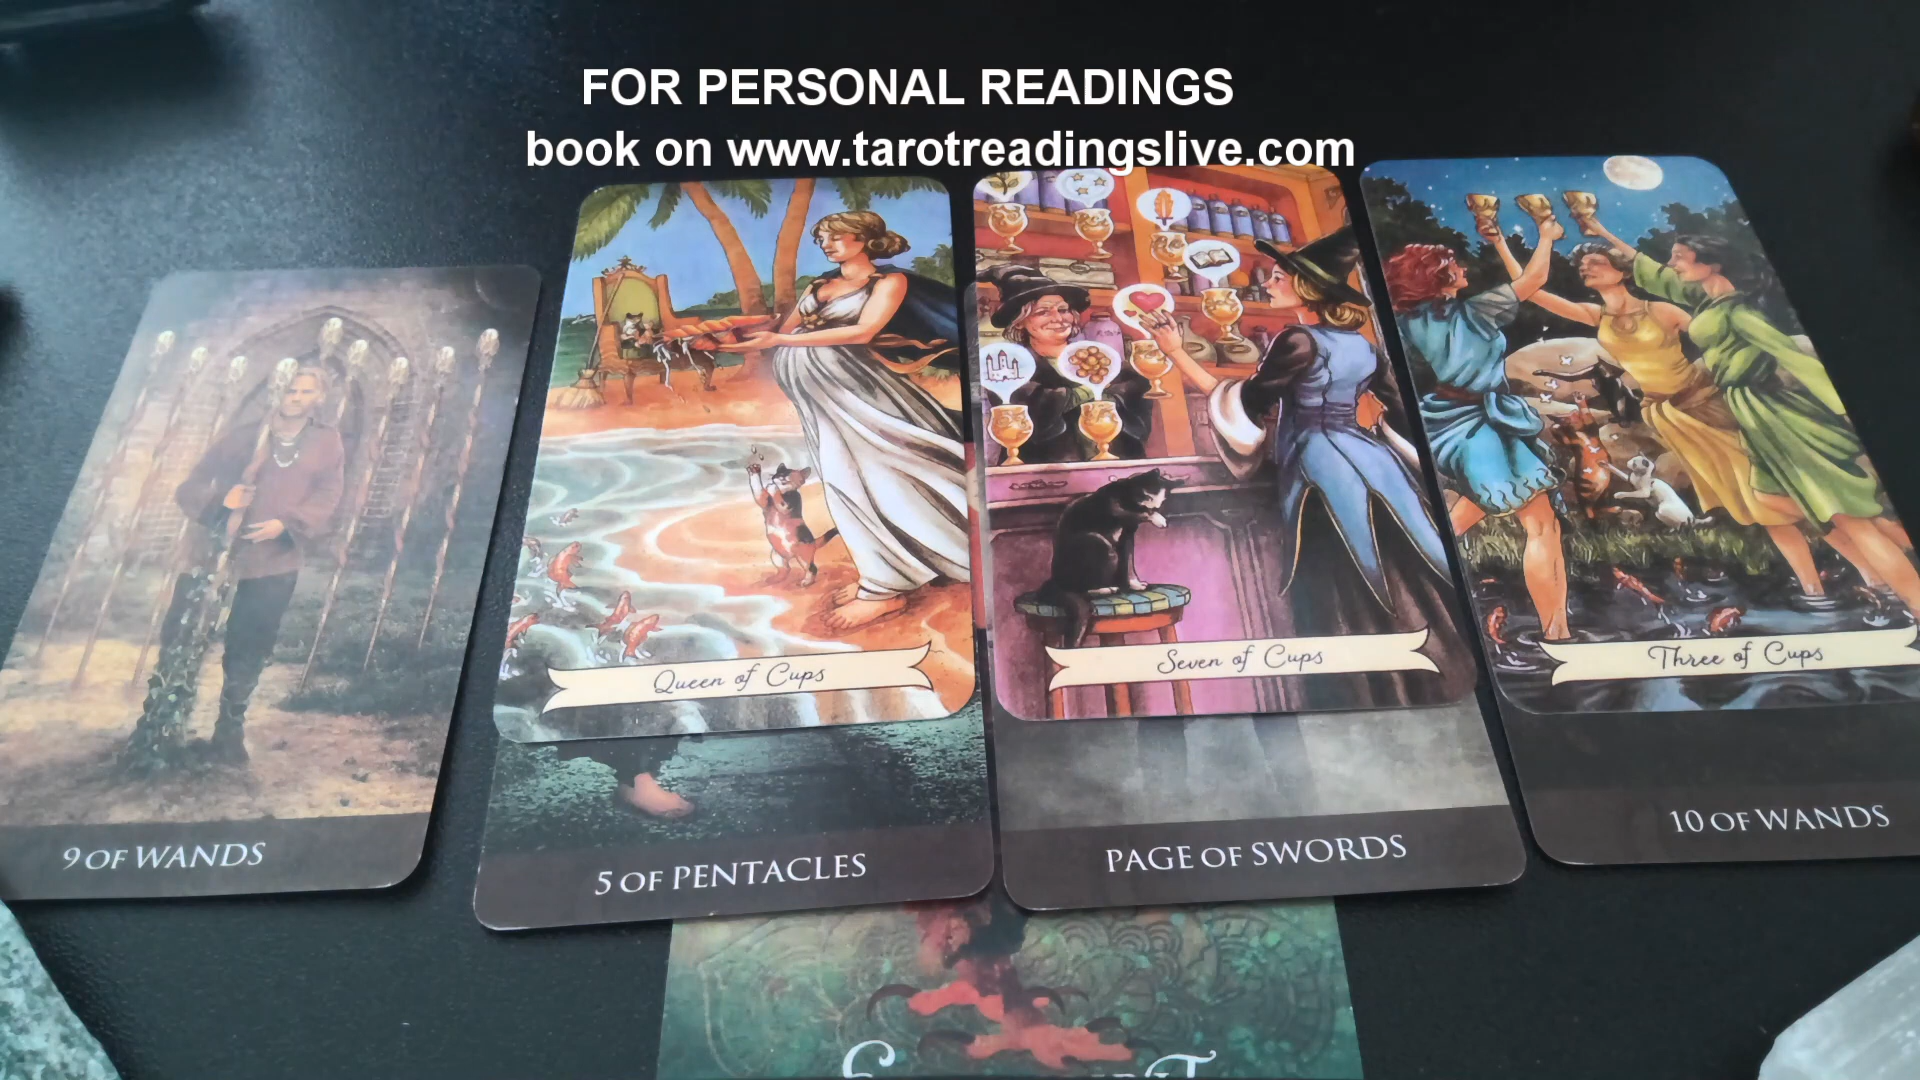 FOR PERSONAL READINGS
book on www.tarotreadingslive.com
Queen of Cups
Seven of Cups
Three of Cups
9 OF WANDS
5 OF PENTACLES
PAGE OF SWORDS
10 OF WANDS